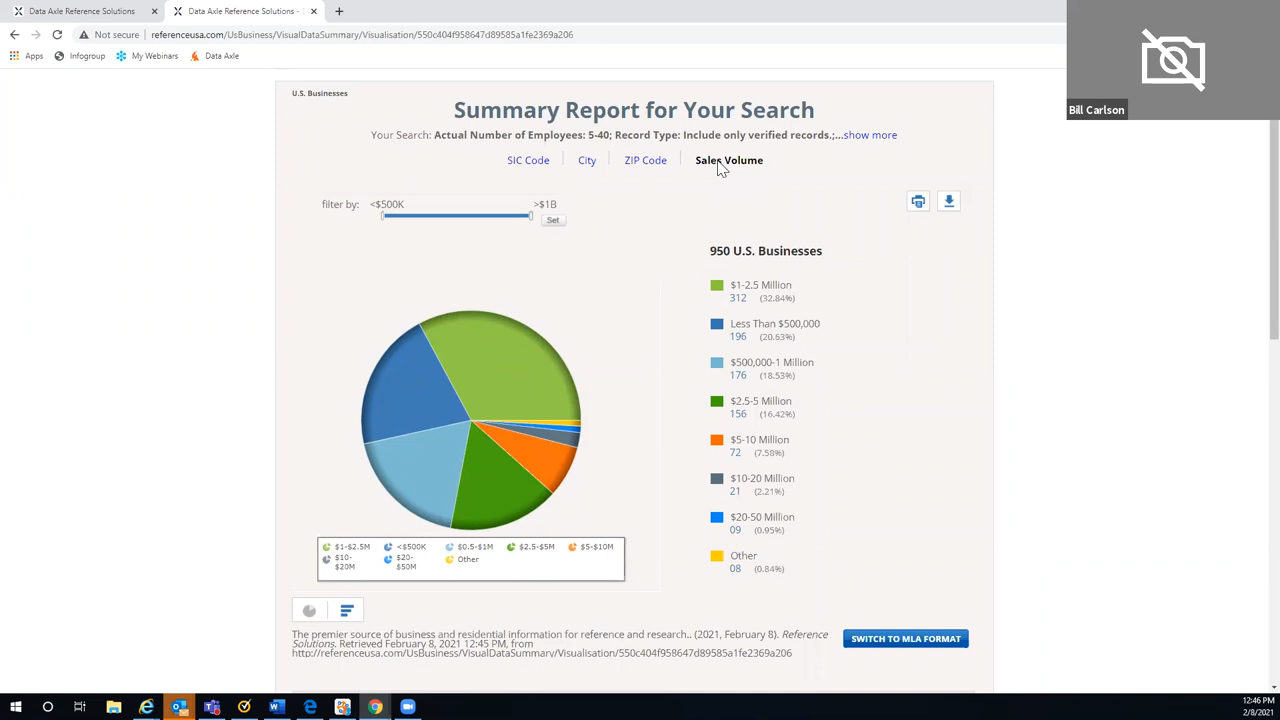 Data Axle Reference Solutions
Data Axle Reference Solutions -
Not secure
referenceusa.com/UsBusiness/VisualDataSummary/Visualisation/550c404f958647d89585a1fe2369a206
Apps
Infogroup
My Webinars
Data Axle
Bill Carlson
U.S. Businesses
Summary Report for Your Search
Your Search: Actual Number of Employees: 5-40; Record Type: Include only verified records.;...show more
SIC Code
City
ZIP Code
Sales Volume
filter by:
<$500K
>$1B
Set
950 U.S. Businesses
$1-2.5 Million
312 (32.84%)
Less Than $500,000
196 (20.63%)
$500,000-1 Million
176 (18.53%)
$2.5-5 Million
156 (16.42%)
$5-10 Million
72 (7.58%)
$10-20 Million
21 (2.21%)
$20-50 Million
09 (0.95%)
Other
08 (0.84%)
$1-$2.5M
<$500K
$0.5-$1M
$2.5-$5M
$5-$10M
$10-
$20M
$20-
$50M
Other
The premier source of business and residential information for reference and research.. (2021, February 8). Reference
Solutions. Retrieved February 8, 2021 12:45 PM, from
http://referenceusa.com/UsBusiness/VisualDataSummary/Visualisation/550c404f958647d89585a1fe2369a206
SWITCH TO MLA FORMAT
12:46 PM
2/8/2021